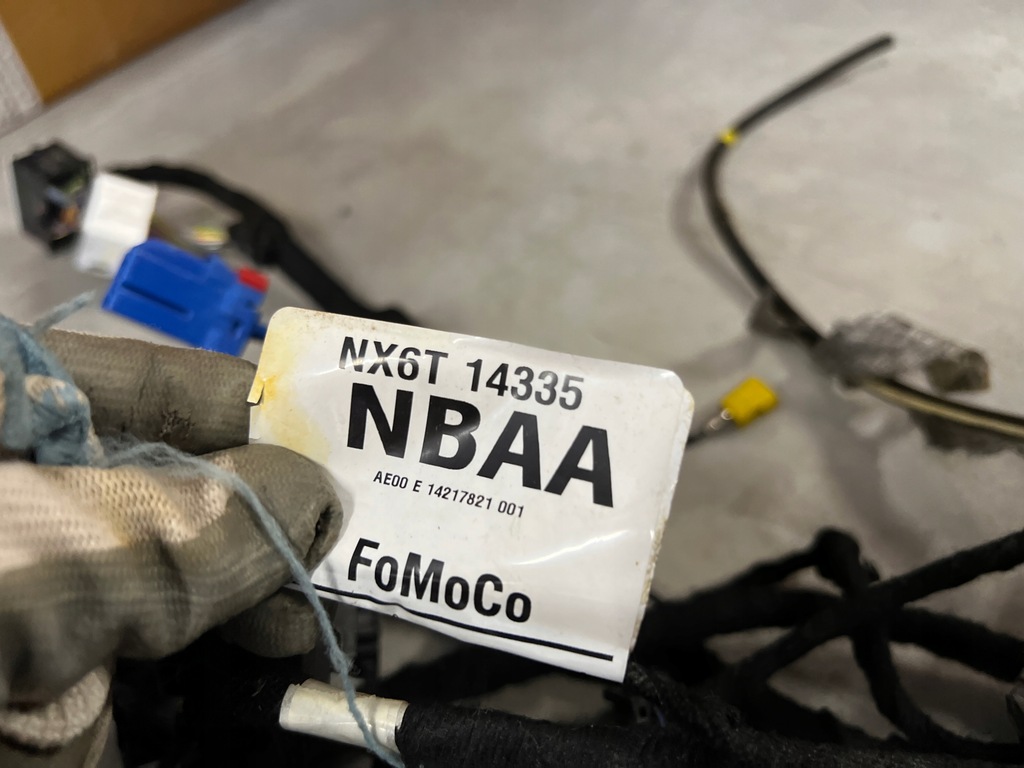 NX6T 14335
NBAA
AE00 E 14217821 001
FoMoCo